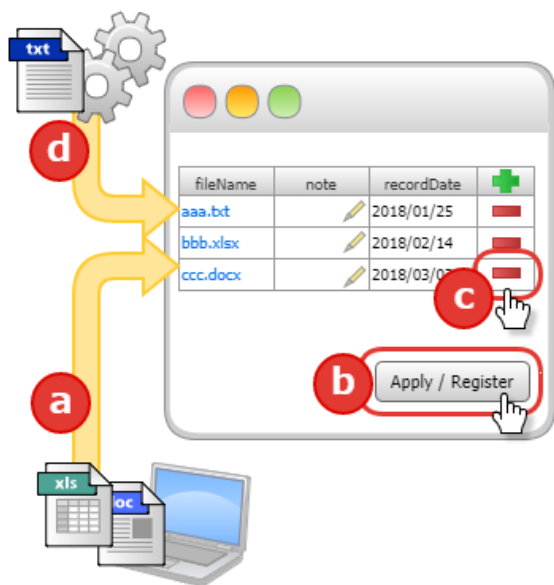 txt
d
fileName note recordDate
aaa.txt 2018/01/25
bbb.xlsx 2018/02/14
ccc.docx
c
b
Apply / Register
a
xls